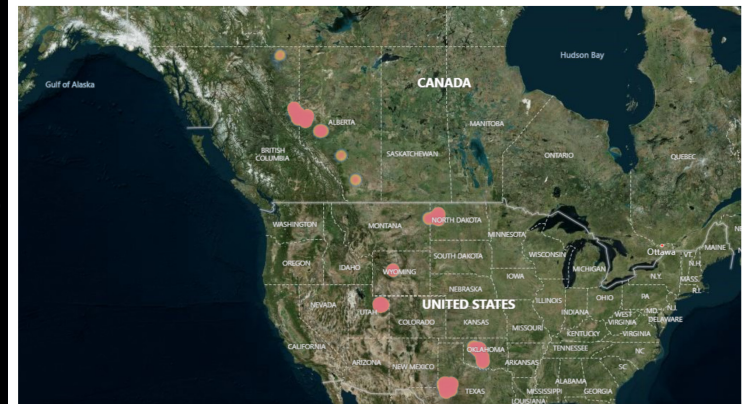 Hudson Bay
Gulf of Alaska
CANADA
ALBERTA
MANITOBA
BRITISH
COLUMBIA
SASKATCHEWAN
ONTARIO
QUEBEC
WASHINGTON
MONTANA
NORTH DAKOTA
MINNESOTA
OREGON
IDAHO
WYOMING
SOUTH DAKOTA
WISCONSIN
MICHIGAN
Ottawa
VT.
MAINE
N.H.
N.Y.
MASS.
R.I.
NEBRASKA
IOWA
NEVADA
UTAH
UNITED STATES
COLORADO
KANSAS
ILLINOIS
INDIANA
OHIO
PA
N.J.
MD.
DELAWARE
WEST
VIRGINIA
VIRGINIA
MISSOURI
KENTUCKY
CALIFORNIA
ARIZONA
NEW MEXICO
OKLAHOMA
ARKANSAS
TENNESSEE
NC
SC
TEXAS
MISSISSIPPI
ALABAMA
GEORGIA
LOUISIANA